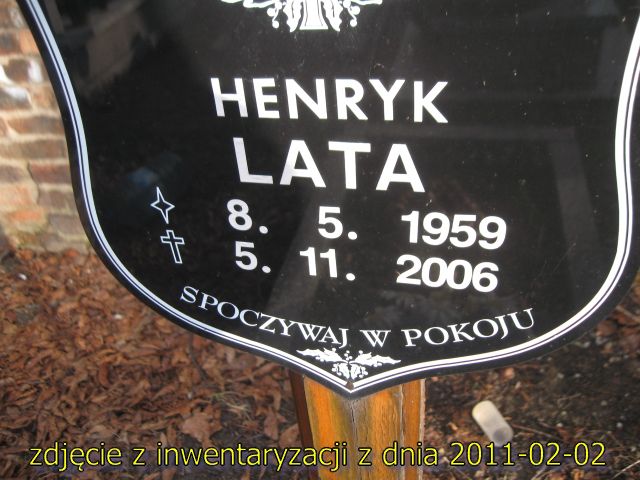 HENRYK
LATA
8. 5. 1959
5. 11. 2006
SPOCZYWAJ W POKOJU
zdjęcie z inwentaryzacji z dnia 2011-02-02